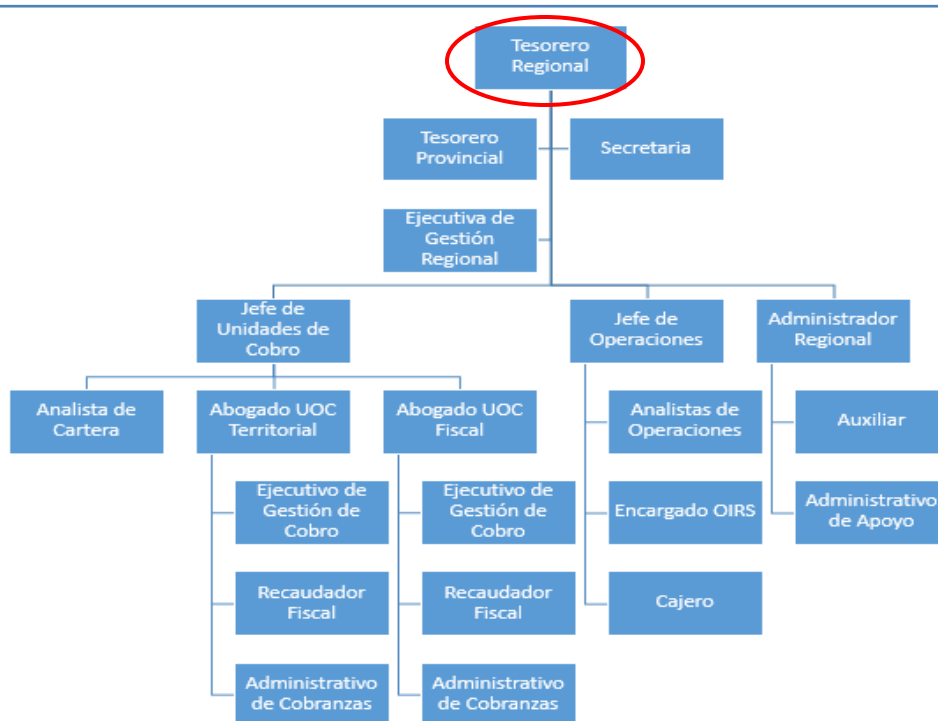 Tesorero
Regional
Tesorero
Provincial
Secretaria
Ejecutiva de
Gestión
Regional
Jefe de
Unidades de
Cobro
Jefe de
Operaciones
Administrador
Regional
Analista de
Cartera
Abogado UOC
Territorial
Abogado UOC
Fiscal
Analistas de
Operaciones
Auxiliar
Ejecutivo de
Gestión de
Cobro
Ejecutivo de
Gestión de
Cobro
Encargado OIRS
Administrativo
de Apoyo
Recaudador
Fiscal
Recaudador
Fiscal
Cajero
Administrativo
de Cobranzas
Administrativo
de Cobranzas